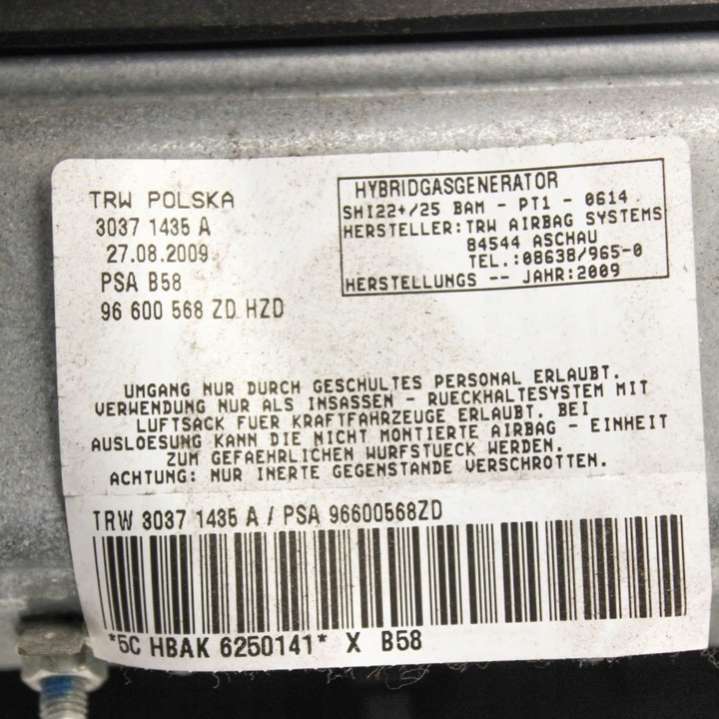 TRW POLSKA
3037 1435 A
27.08.2009
PSA B58
96 600 568 ZD HZD
HYBRIDGASGENERATOR
SHI22+/25 BAM - PT1 - 0614
HERSTELLER:TRW AIRBAG SYSTEMS
84544 ASCHAU
TEL.:08638/965-0
HERSTELLUNGS -- JAHR:2009
UMGANG NUR DURCH GESCHULTES PERSONAL ERLAUBT.
VERWENDUNG NUR ALS INSASSEN - RUECKHALTESYSTEM MIT
LUFTSACK FUER KRAFTFAHRZEUGE ERLAUBT. BEI
AUSLOESUNG KANN DIE NICHT MONTIERTE AIRBAG - EINHEIT
ZUM GEFAEHRLICHEN WURFSTUECK WERDEN.
ACHTUNG: NUR INERTE GEGENSTANDE VERSCHROTTEN.
TRW 3037 1435 A / PSA 96600568ZD
*5C HBAK 6250141* X B58